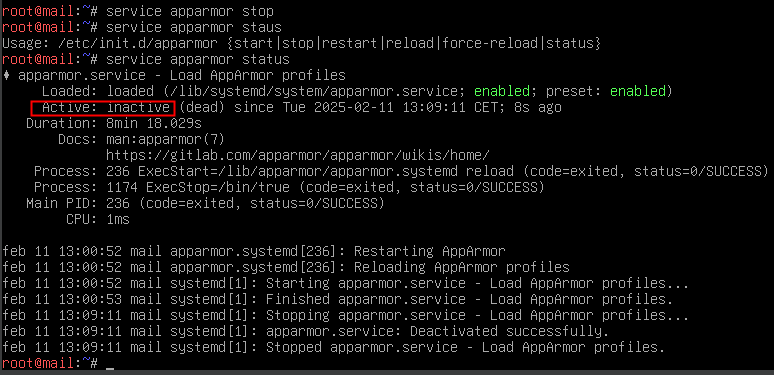 root@mail:~# service apparmor stop
root@mail:~# service apparmor staus
Usage: /etc/init.d/apparmor {start|stop|restart|reload|force-reload|status}
root@mail:~# service apparmor status
♦ apparmor.service - Load AppArmor profiles
Loaded: loaded (/lib/systemd/system/apparmor.service; enabled; preset: enabled)
Active: inactive (dead) since Tue 2025-02-11 13:09:11 CET; 8s ago
Duration: 8min 18.029s
Docs: man:apparmor(7)
https://gitlab.com/apparmor/apparmor/wikis/home/
Process: 236 ExecStart=/lib/apparmor/apparmor.systemd reload (code=exited, status=0/SUCCESS)
Process: 1174 ExecStop=/bin/true (code=exited, status=0/SUCCESS)
Main PID: 236 (code=exited, status=0/SUCCESS)
CPU: 1ms
feb 11 13:00:52 mail apparmor.systemd[236]: Restarting AppArmor
feb 11 13:00:52 mail apparmor.systemd[236]: Reloading AppArmor profiles
feb 11 13:00:52 mail systemd[1]: Starting apparmor.service - Load AppArmor profiles...
feb 11 13:00:53 mail systemd[1]: Finished apparmor.service - Load AppArmor profiles.
feb 11 13:09:11 mail systemd[1]: Stopping apparmor.service - Load AppArmor profiles...
feb 11 13:09:11 mail systemd[1]: apparmor.service: Deactivated successfully.
feb 11 13:09:11 mail systemd[1]: Stopped apparmor.service - Load AppArmor profiles.
root@mail:~# _